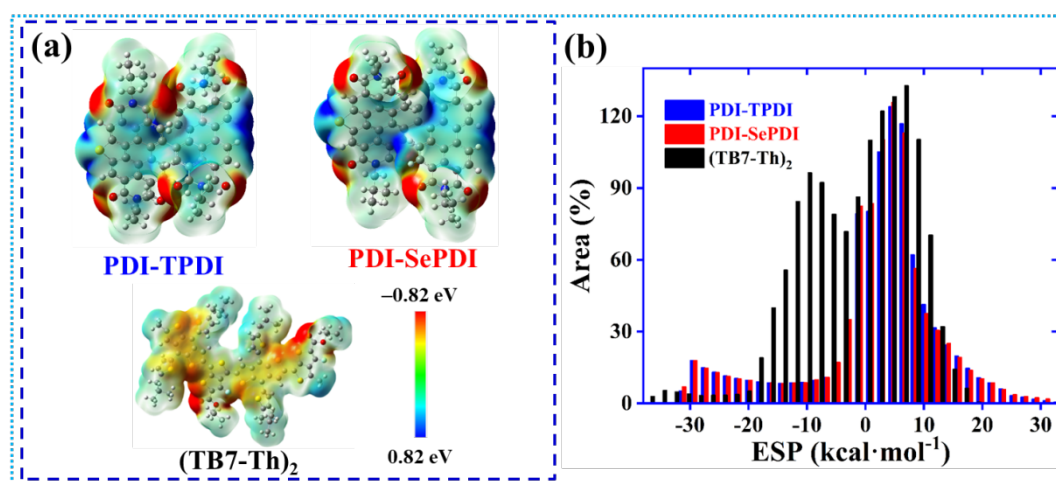 (a)
PDI-TPDI
PDI-SePDI
−0.82 eV
0.82 eV
(TB7-Th)₂
(b)
PDI-TPDI
PDI-SePDI
(TB7-Th)₂
Area (%)
120
90
60
30
0
-30 -20 -10 0 10 20 30
ESP (kcal·mol⁻¹)